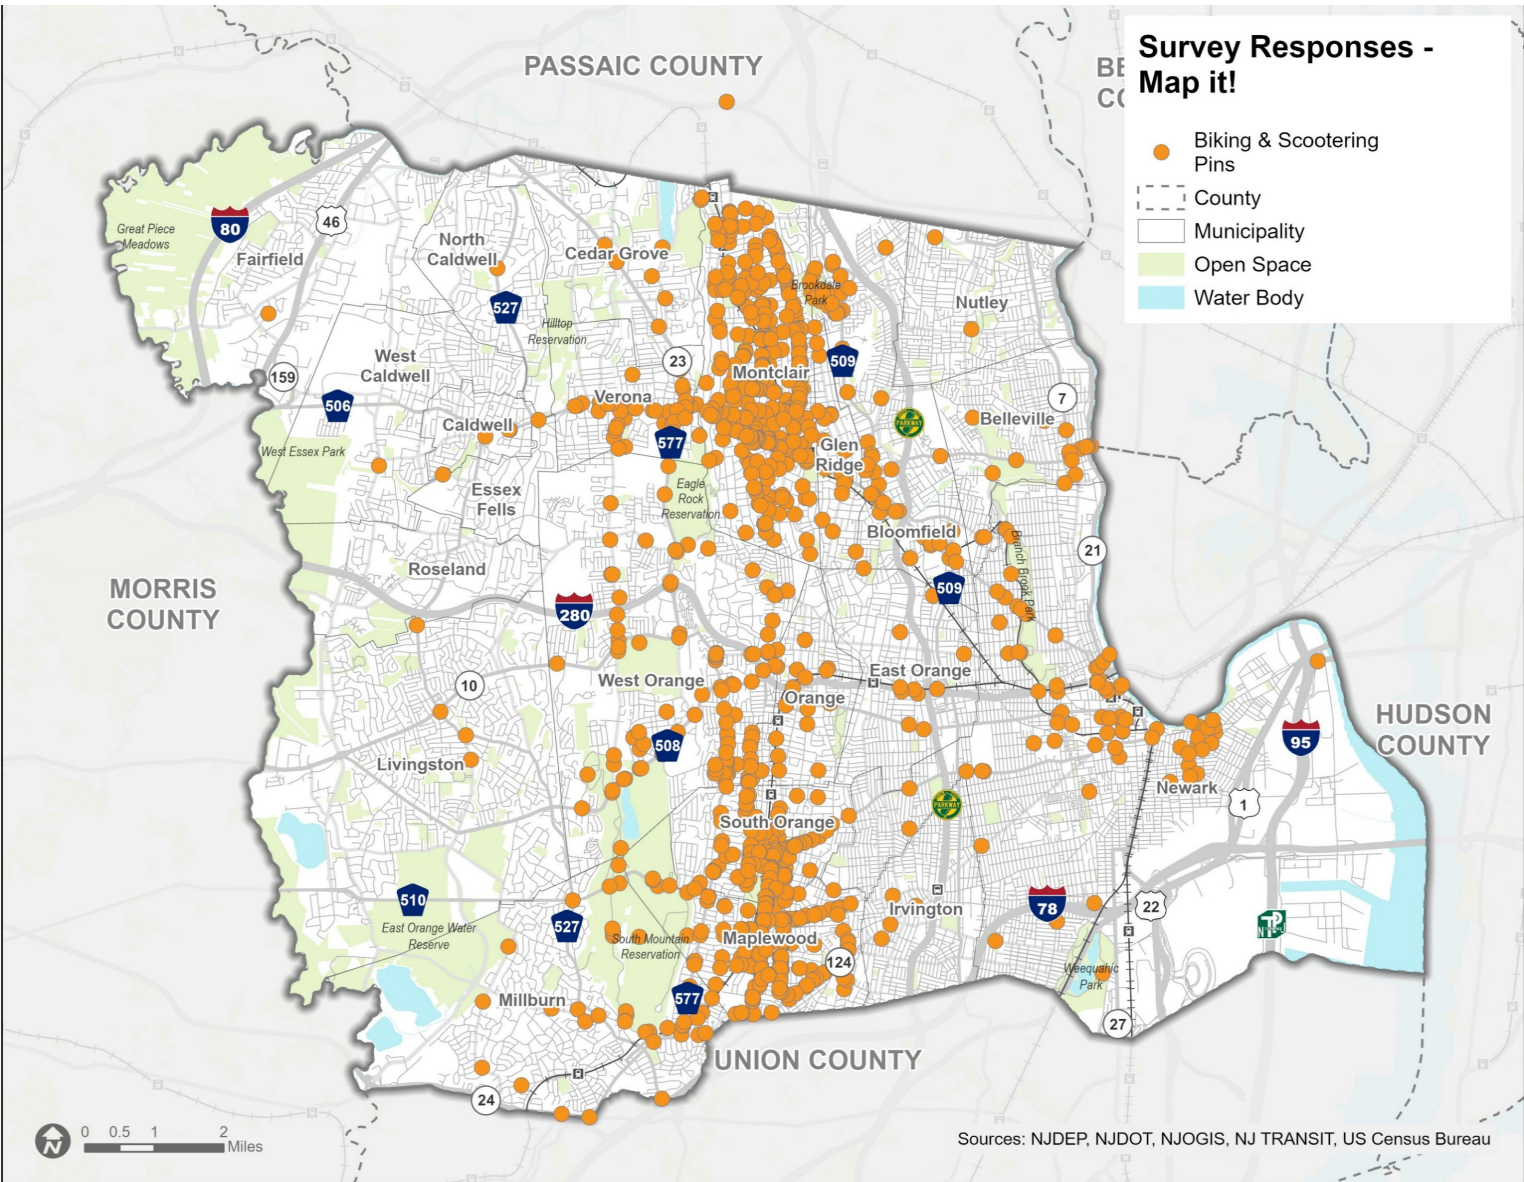 Survey Responses -
Map it!
Biking & Scootering
Pins
County
Municipality
Open Space
Water Body
PASSAIC COUNTY
BE
CO
Great Piece
Meadows
80
46
Fairfield
North
Caldwell
Cedar Grove
527
Hilltop
Reservation
Brookdale
Park
Nutley
159
West
Caldwell
23
Montclair
509
506
Verona
7
Caldwell
577
PARKWAY
Belleville
West Essex Park
Glen
Ridge
Essex
Fells
Eagle
Rock
Reservation
Bloomfield
21
Branch Brook Park
Roseland
509
MORRIS
COUNTY
280
10
West Orange
East Orange
Orange
508
HUDSON
COUNTY
95
Livingston
Newark
1
PARKWAY
South Orange
510
East Orange Water
Reserve
527
South Mountain
Reservation
Maplewood
Irvington
78
22
124
Weequahic
Park
Millburn
577
27
UNION COUNTY
24
N
0 0.5 1 2
Miles
Sources: NJDEP, NJDOT, NJOGIS, NJ TRANSIT, US Census Bureau